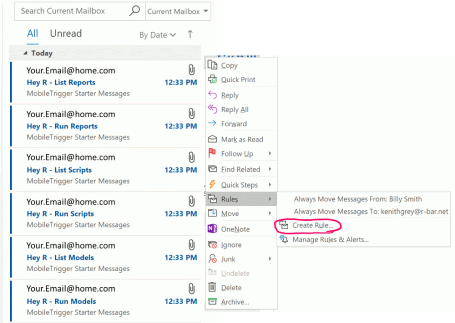 Search Current Mailbox
Current Mailbox
All Unread
By Date
Today
Your.Email@home.com
Hey R - List Reports 12:33 PM
MobileTrigger Starter Messages
Your.Email@home.com
Hey R - Run Reports 12:33 PM
MobileTrigger Starter Messages
Your.Email@home.com
Hey R - List Scripts 12:33 PM
MobileTrigger Starter Messages
Your.Email@home.com
Hey R - Run Scripts 12:33 PM
MobileTrigger Starter Messages
Your.Email@home.com
Hey R - List Models 12:33 PM
MobileTrigger Starter Messages
Your.Email@home.com
Hey R - Run Models 12:33 PM
MobileTrigger Starter Messages
Copy
Quick Print
Reply
Reply All
Forward
Mark as Read
Follow Up
Find Related
Quick Steps
Rules
Move
OneNote
Ignore
Junk
Undelete
Delete
Archive...
Always Move Messages From: Billy Smith
Always Move Messages To: kenithgrey@r-bar.net
Create Rule...
Manage Rules & Alerts...